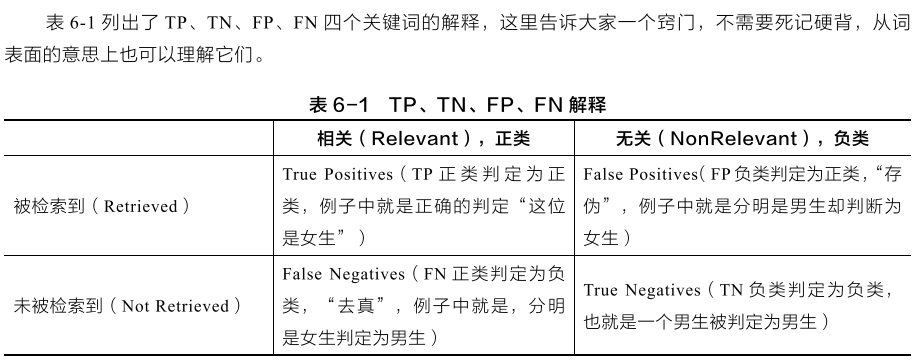 表 6-1 列出了 TP、TN、FP、FN 四个关键词的解释，这里告诉大家一个窍门，不需要死记硬背，从词
表面的意思上也可以理解它们。
表 6-1 TP、TN、FP、FN 解释
相关（Relevant），正类
无关（NonRelevant），负类
被检索到（Retrieved）
True Positives（TP 正类判定为正
类，例子中就是正确的判定“这位
是女生”）
False Positives（FP 负类判定为正类，“存
伪”，例子中就是分明是男生却判断为
女生）
未被检索到（Not Retrieved）
False Negatives（FN 正类判定为负
类，“去真”，例子中就是，分明
是女生判定为男生）
True Negatives（TN 负类判定为负类，
也就是一个男生被判定为男生）